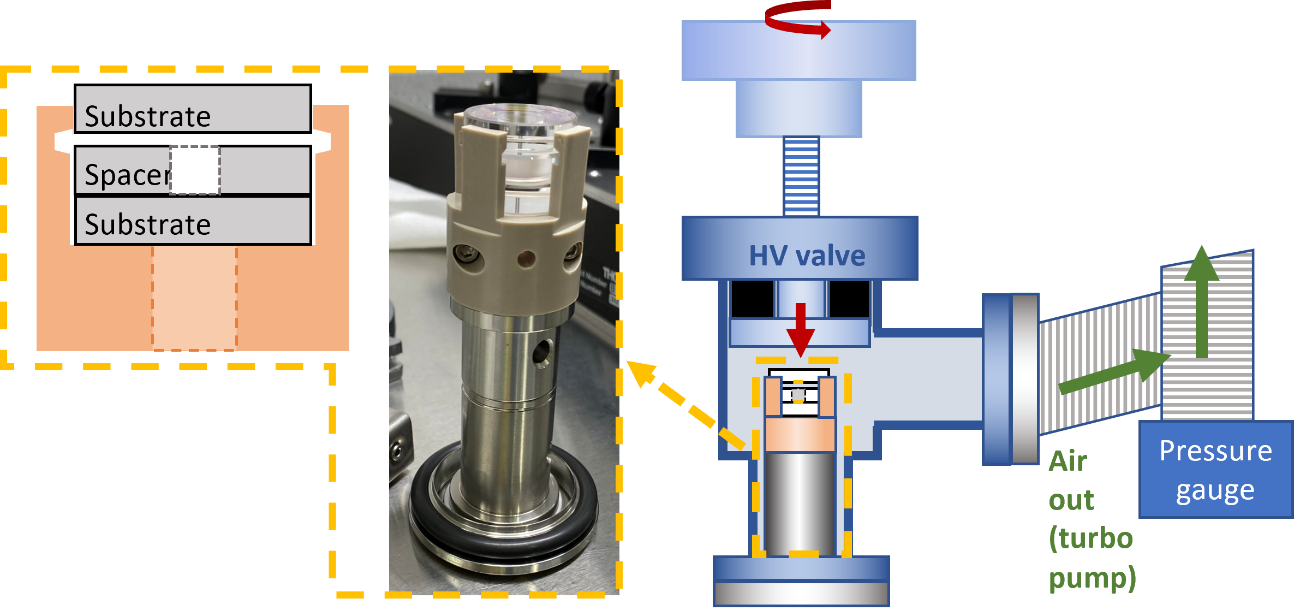 Substrate
Spacer
Substrate
HV valve
Air
out
(turbo
pump)
Pressure
gauge